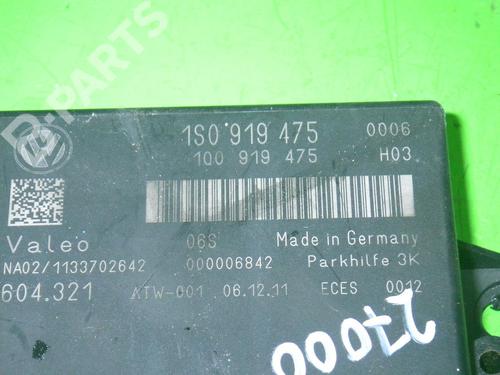 B-PARTS
1S0 919 475 0006
1Q0 919 475 H03
Valeo 06S Made in Germany
NA02/1133702642 000006842 Parkhilfe 3K
604.321 ATW-001 06.12.11 ECES 0012
27000